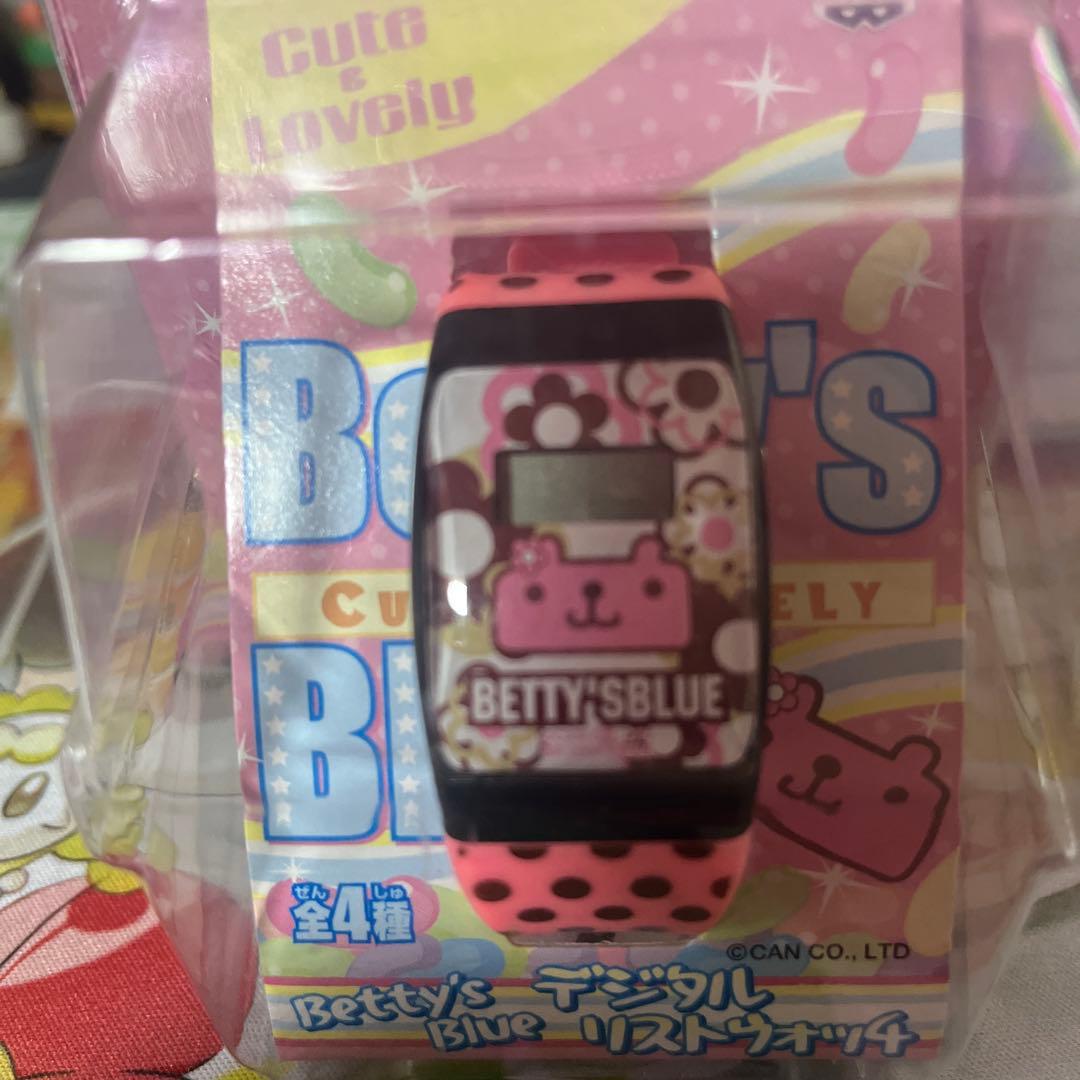 Cute
&
Lovely
BETTY'SBLUE
ぜん しゅ
全4種
©CAN CO., LTD
Betty's Blue デジタル
リストウォッチ